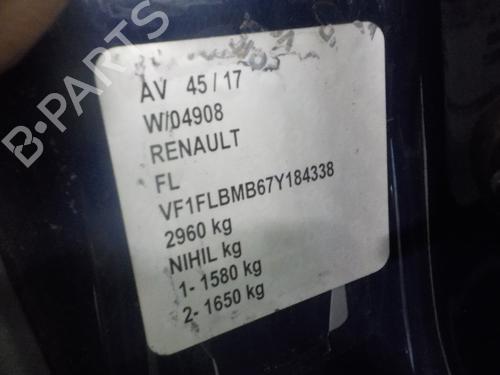 AV 45 / 17
W/04908
RENAULT
FL
VF1FLBMB67Y184338
2960 kg
NIHIL kg
1- 1580 kg
2- 1650 kg
B-PARTS